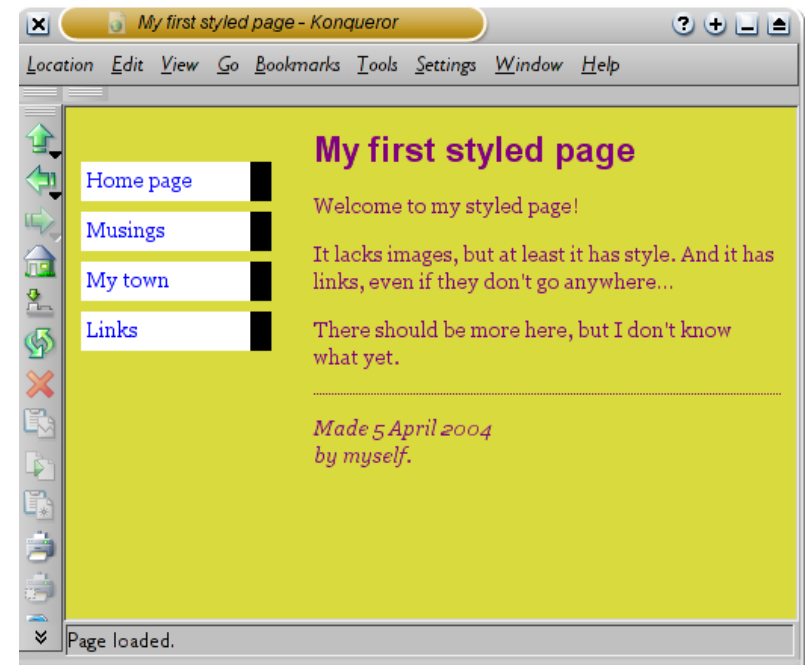 My first styled page - Konqueror
Location Edit View Go Bookmarks Tools Settings Window Help
Home page
Musings
My town
Links
My first styled page
Welcome to my styled page!
It lacks images, but at least it has style. And it has
links, even if they don't go anywhere...
There should be more here, but I don't know
what yet.
Made 5 April 2004
by myself.
Page loaded.